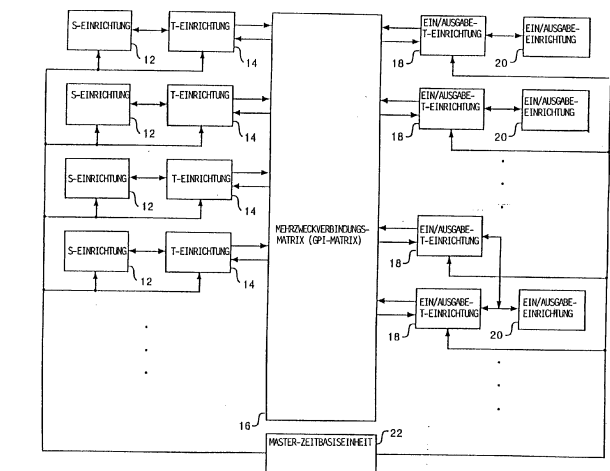 S-EINRICHTUNG
12
T-EINRICHTUNG
14
EIN/AUSGABE-
T-EINRICHTUNG
18
EIN/AUSGABE-
EINRICHTUNG
20
S-EINRICHTUNG
12
T-EINRICHTUNG
14
EIN/AUSGABE-
T-EINRICHTUNG
18
EIN/AUSGABE-
EINRICHTUNG
20
S-EINRICHTUNG
12
T-EINRICHTUNG
14
MEHRZWECKVERBINDUNGS-
MATRIX (GPI-MATRIX)
EIN/AUSGABE-
T-EINRICHTUNG
18
S-EINRICHTUNG
12
T-EINRICHTUNG
14
EIN/AUSGABE-
T-EINRICHTUNG
18
EIN/AUSGABE-
EINRICHTUNG
20
16
MASTER-ZEITBASISEINHEIT
22